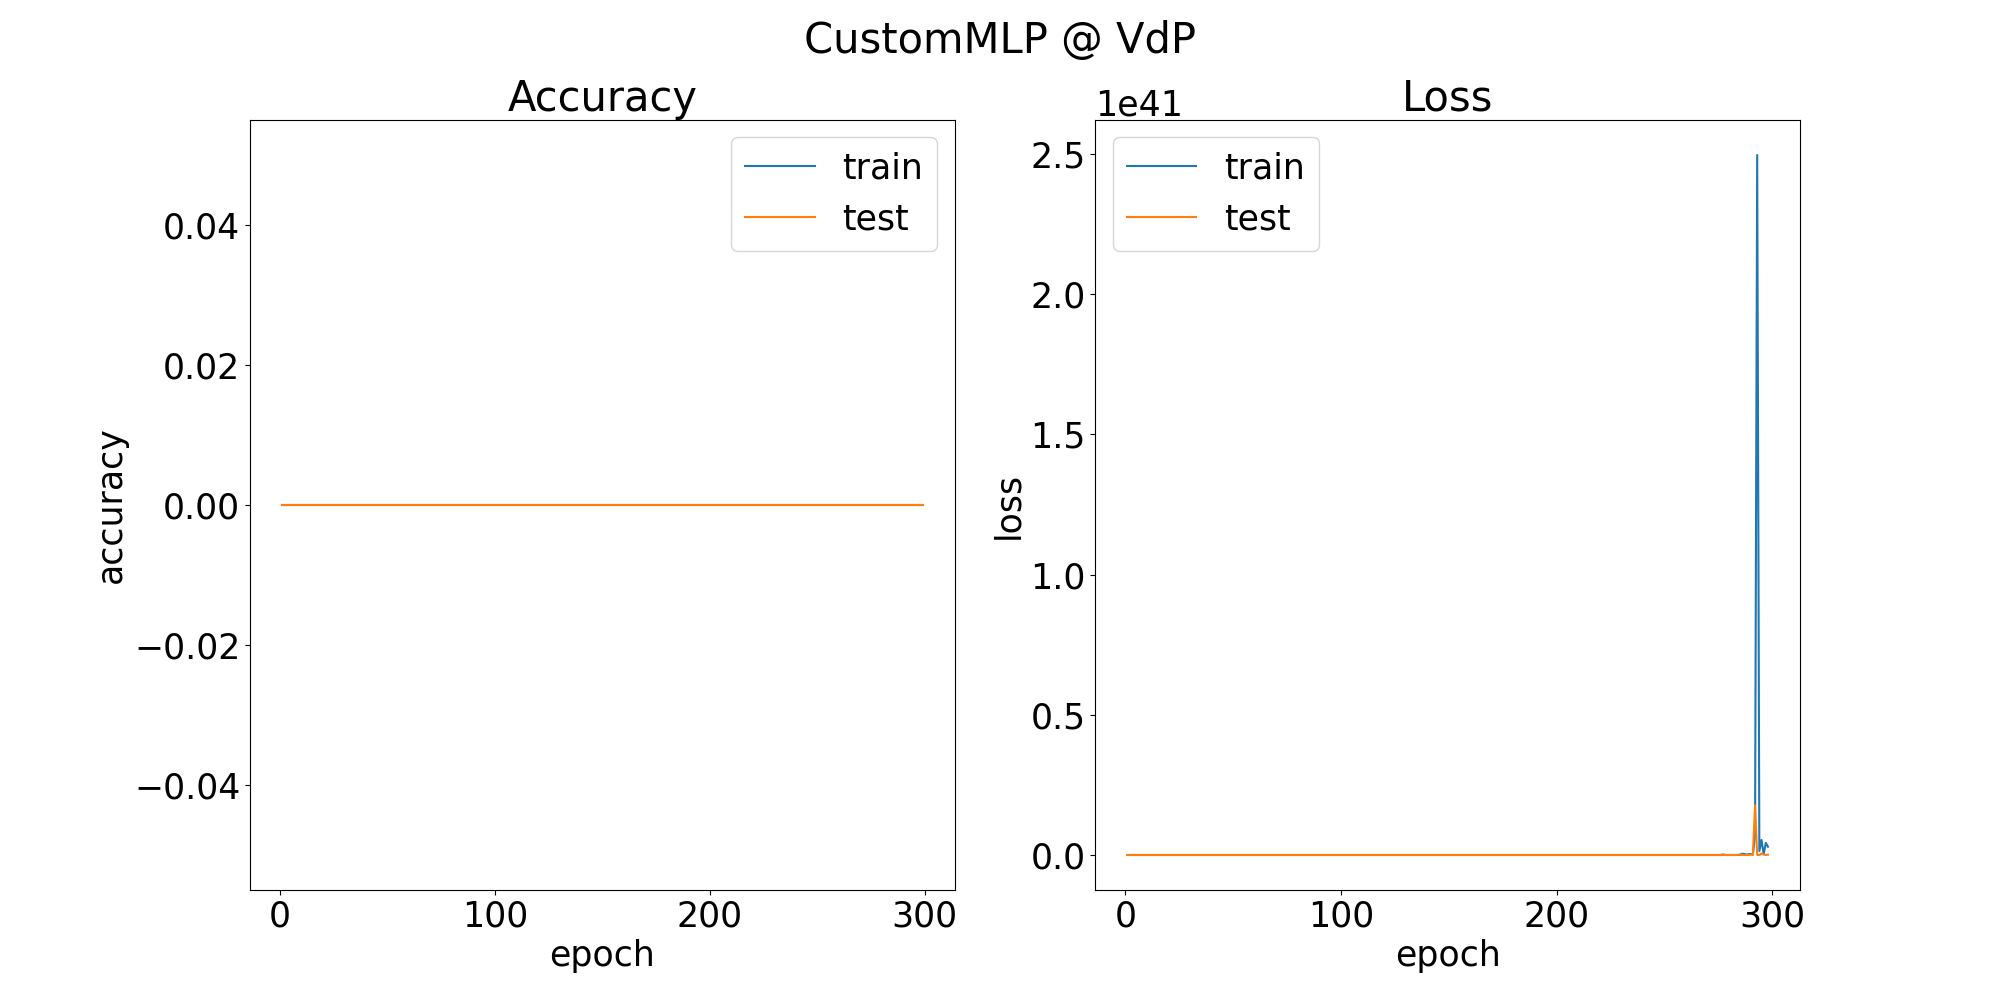 CustomMLP @ VdP
Accuracy
train
test
0.04
0.02
0.00
−0.02
−0.04
accuracy
0 100 200 300
epoch
Loss
1e41
train
test
2.5
2.0
1.5
1.0
0.5
0.0
loss
0 100 200 300
epoch